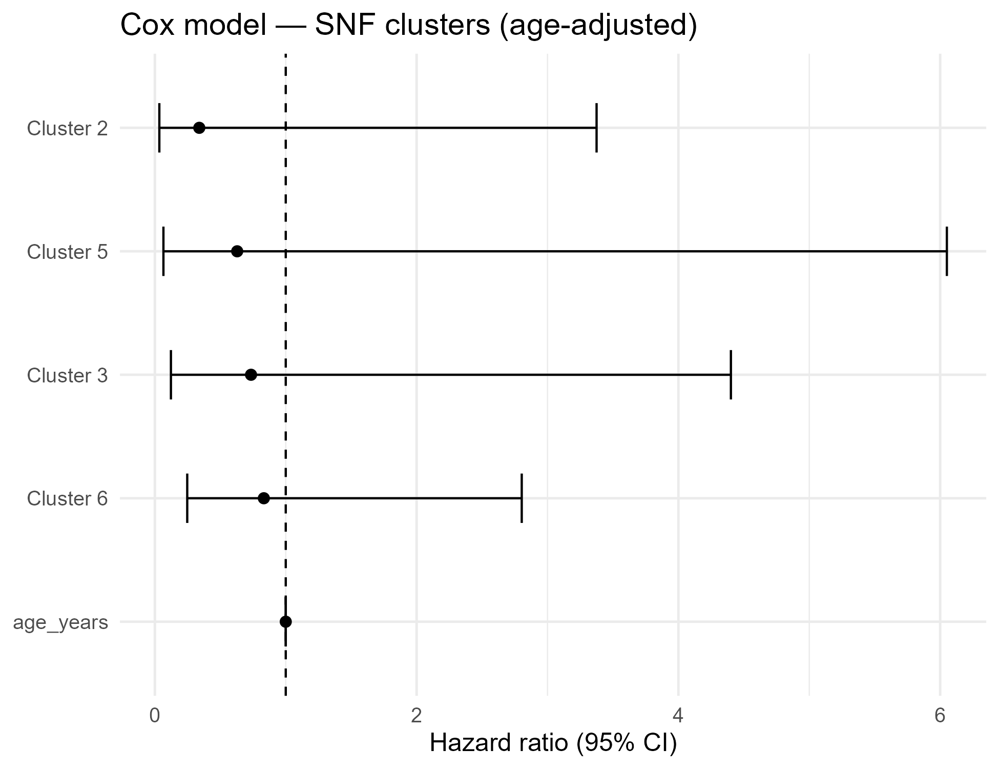 Cox model — SNF clusters (age-adjusted)
Cluster 2
Cluster 5
Cluster 3
Cluster 6
age_years
0 2 4 6
Hazard ratio (95% CI)